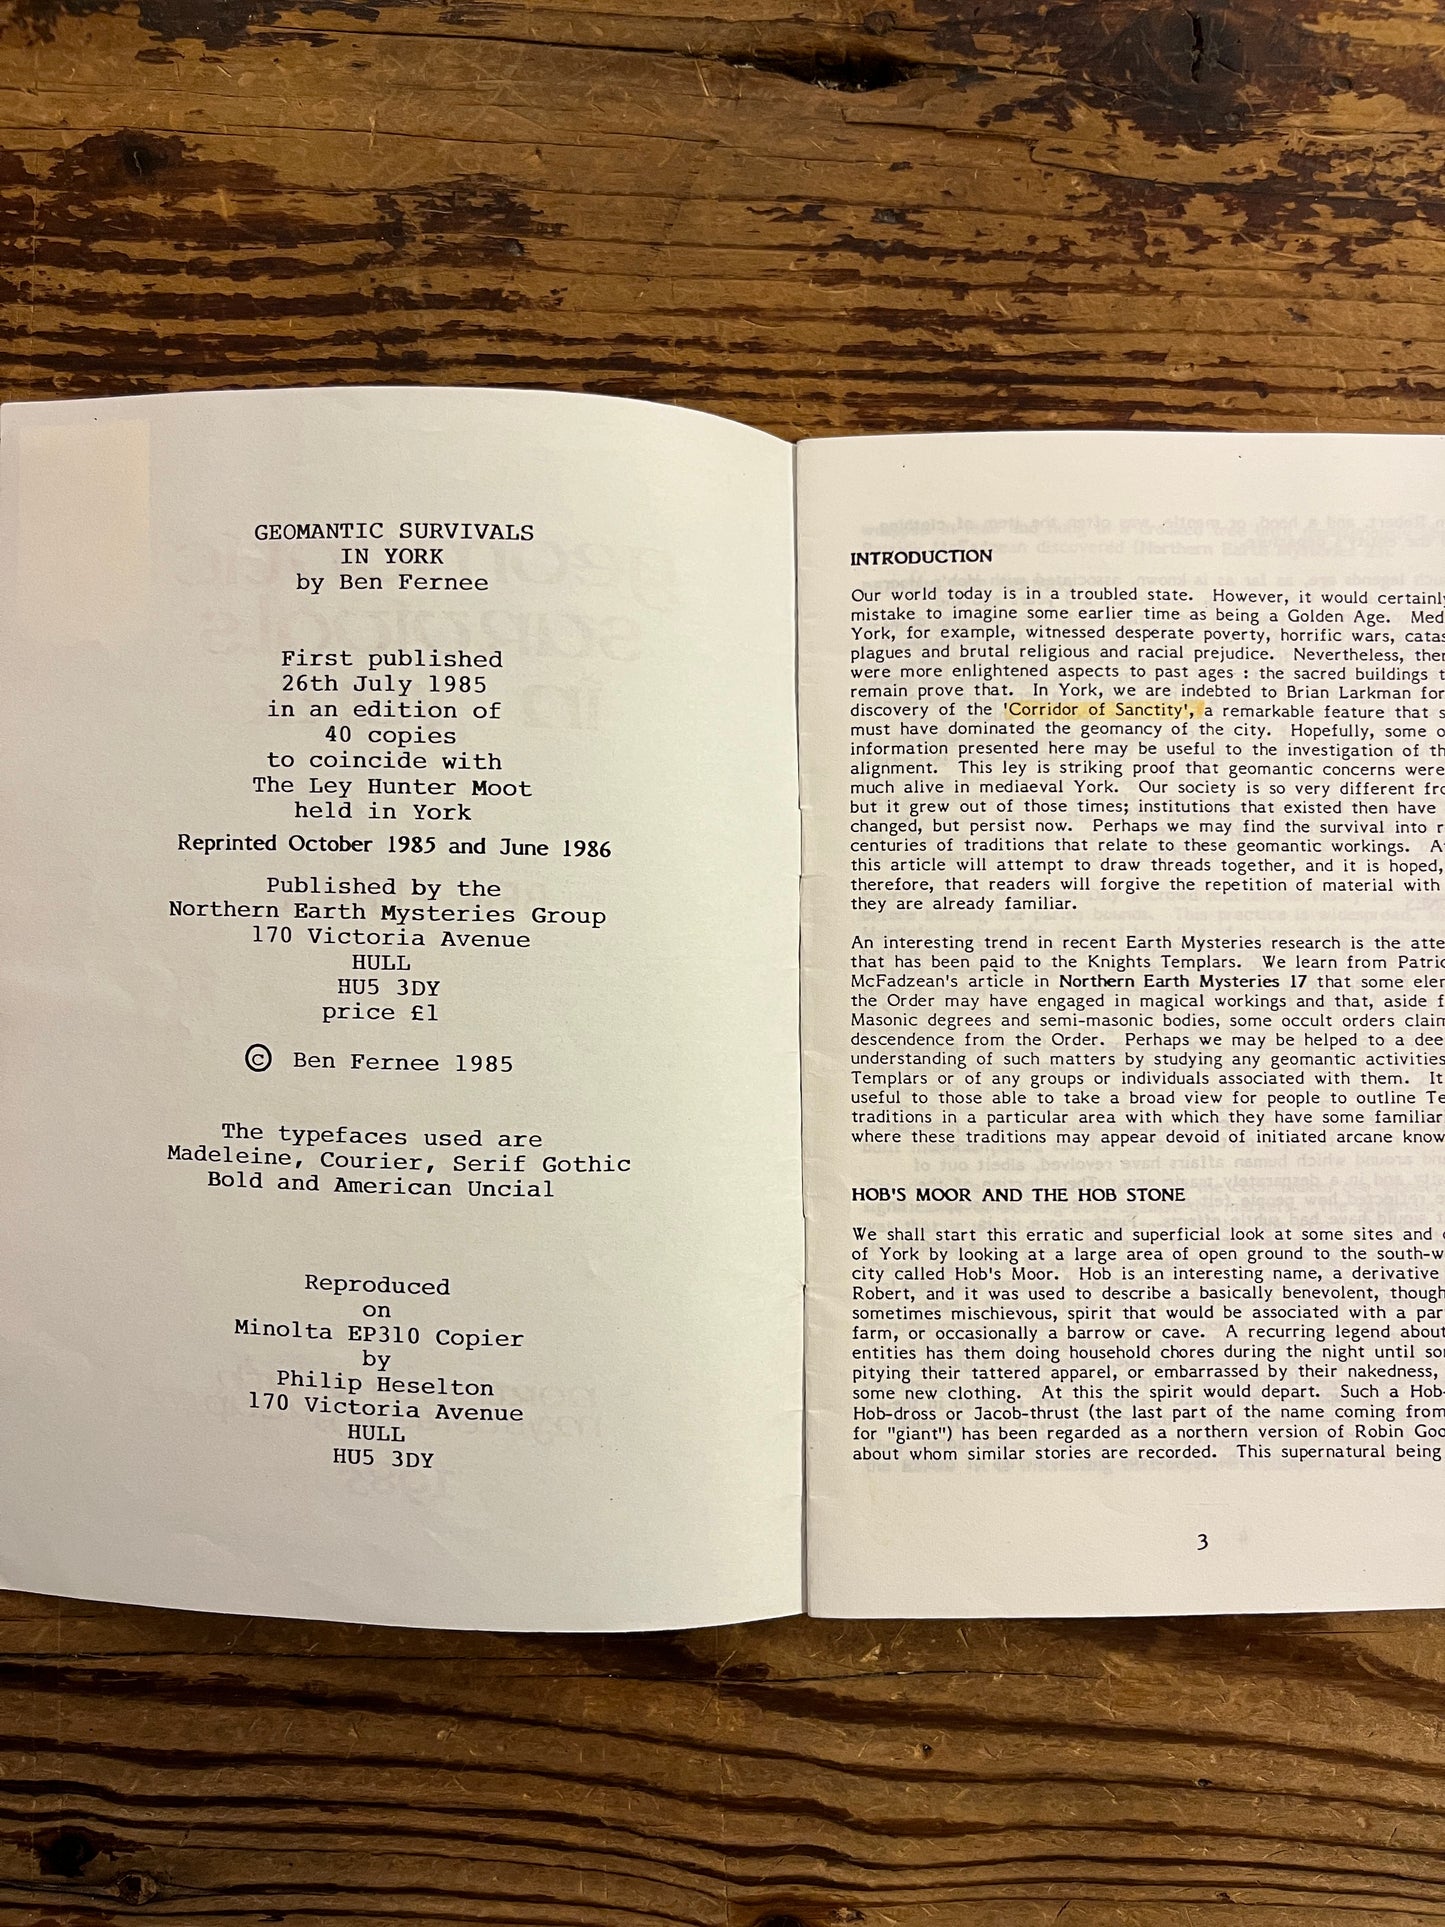 GEOMANTIC SURVIVALS
IN YORK
by Ben Fernee
First published
26th July 1985
in an edition of
40 copies
to coincide with
The Ley Hunter Moot
held in York
Reprinted October 1985 and June 1986
Published by the
Northern Earth Mysteries Group
170 Victoria Avenue
HULL
HU5 3DY
price £1
© Ben Fernee 1985
The typefaces used are
Madeleine, Courier, Serif Gothic
Bold and American Uncial
Reproduced
on
Minolta EP310 Copier
by
Philip Heselton
170 Victoria Avenue
HULL
HU5 3DY
INTRODUCTION
Our world today is in a troubled state. However, it would certainly
mistake to imagine some earlier time as being a Golden Age. Med
York, for example, witnessed desperate poverty, horrific wars, catas
plagues and brutal religious and racial prejudice. Nevertheless, ther
were more enlightened aspects to past ages : the sacred buildings t
remain prove that. In York, we are indebted to Brian Larkman for
discovery of the 'Corridor of Sanctity', a remarkable feature that s
must have dominated the geomancy of the city. Hopefully, some o
information presented here may be useful to the investigation of th
alignment. This ley is striking proof that geomantic concerns were
much alive in mediaeval York. Our society is so very different fro
but it grew out of those times; institutions that existed then have
changed, but persist now. Perhaps we may find the survival into r
centuries of traditions that relate to these geomantic workings. A
this article will attempt to draw threads together, and it is hoped,
therefore, that readers will forgive the repetition of material with
they are already familiar.
An interesting trend in recent Earth Mysteries research is the atte
that has been paid to the Knights Templars. We learn from Patric
McFadzean's article in Northern Earth Mysteries 17 that some elem
the Order may have engaged in magical workings and that, aside f
Masonic degrees and semi-masonic bodies, some occult orders claim
descendence from the Order. Perhaps we may be helped to a dee
understanding of such matters by studying any geomantic activities
Templars or of any groups or individuals associated with them. It
useful to those able to take a broad view for people to outline Te
traditions in a particular area with which they have some familiar
where these traditions may appear devoid of initiated arcane know
HOB'S MOOR AND THE HOB STONE
We shall start this erratic and superficial look at some sites and
of York by looking at a large area of open ground to the south-w
city called Hob's Moor. Hob is an interesting name, a derivative
Robert, and it was used to describe a basically benevolent, though
sometimes mischievous, spirit that would be associated with a par
farm, or occasionally a barrow or cave. A recurring legend about
entities has them doing household chores during the night until so
pitying their tattered apparel, or embarrassed by their nakedness,
some new clothing. At this the spirit would depart. Such a Hob-
Hob-dross or Jacob-thrust (the last part of the name coming from
for "giant") has been regarded as a northern version of Robin Goo
about whom similar stories are recorded. This supernatural being
3